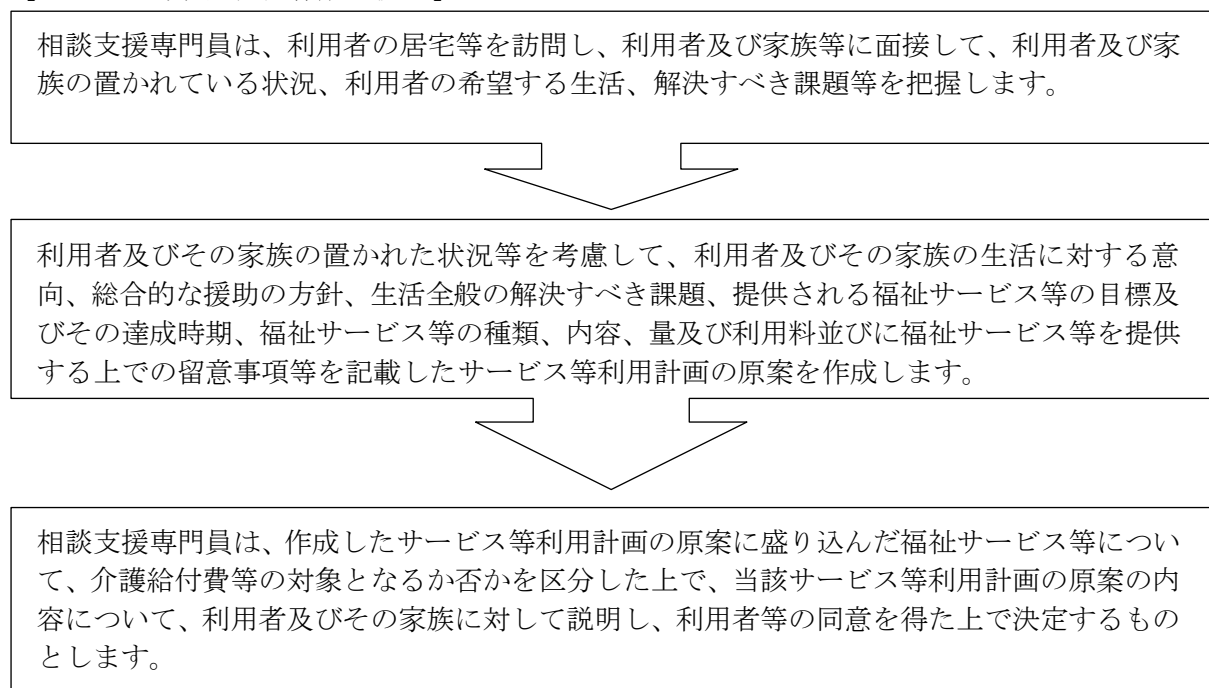 相談支援専門員は、利用者の居宅等を訪問し、利用者及び家族等に面接して、利用者及び家
族の置かれている状況、利用者の希望する生活、解決すべき課題等を把握します。
利用者及びその家族の置かれた状況等を考慮して、利用者及びその家族の生活に対する意
向、総合的な援助の方針、生活全般の解決すべき課題、提供される福祉サービス等の目標及
びその達成時期、福祉サービス等の種類、内容、量及び利用料並びに福祉サービス等を提供
する上での留意事項等を記載したサービス等利用計画の原案を作成します。
相談支援専門員は、作成したサービス等利用計画の原案に盛り込んだ福祉サービス等につい
て、介護給付費等の対象となるか否かを区分した上で、当該サービス等利用計画の原案の内
容について、利用者及びその家族に対して説明し、利用者等の同意を得た上で決定するもの
とします。